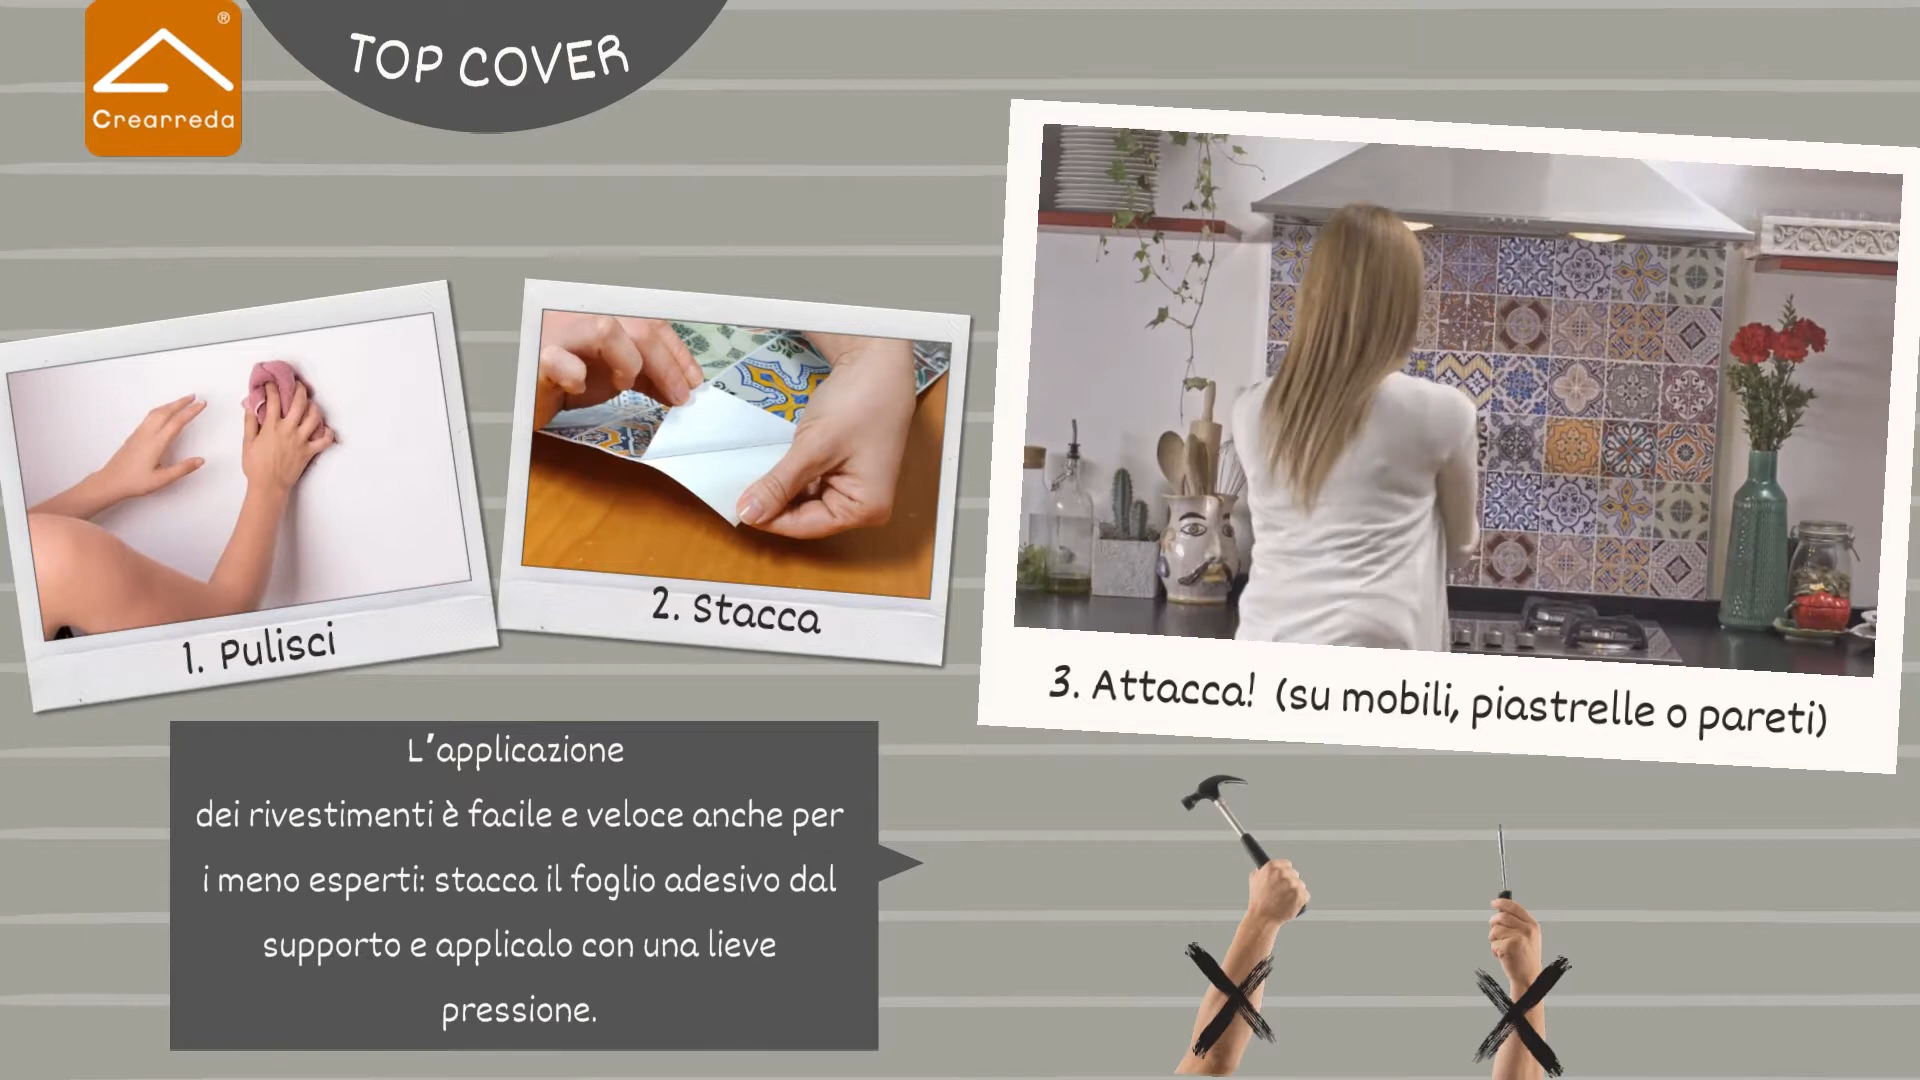 ®
Crearreda
TOP COVER
1. Pulisci
2. Stacca
3. Attacca! (su mobili, piastrelle o pareti)
L'applicazione
dei rivestimenti è facile e veloce anche per
i meno esperti: stacca il foglio adesivo dal
supporto e applicalo con una lieve
pressione.